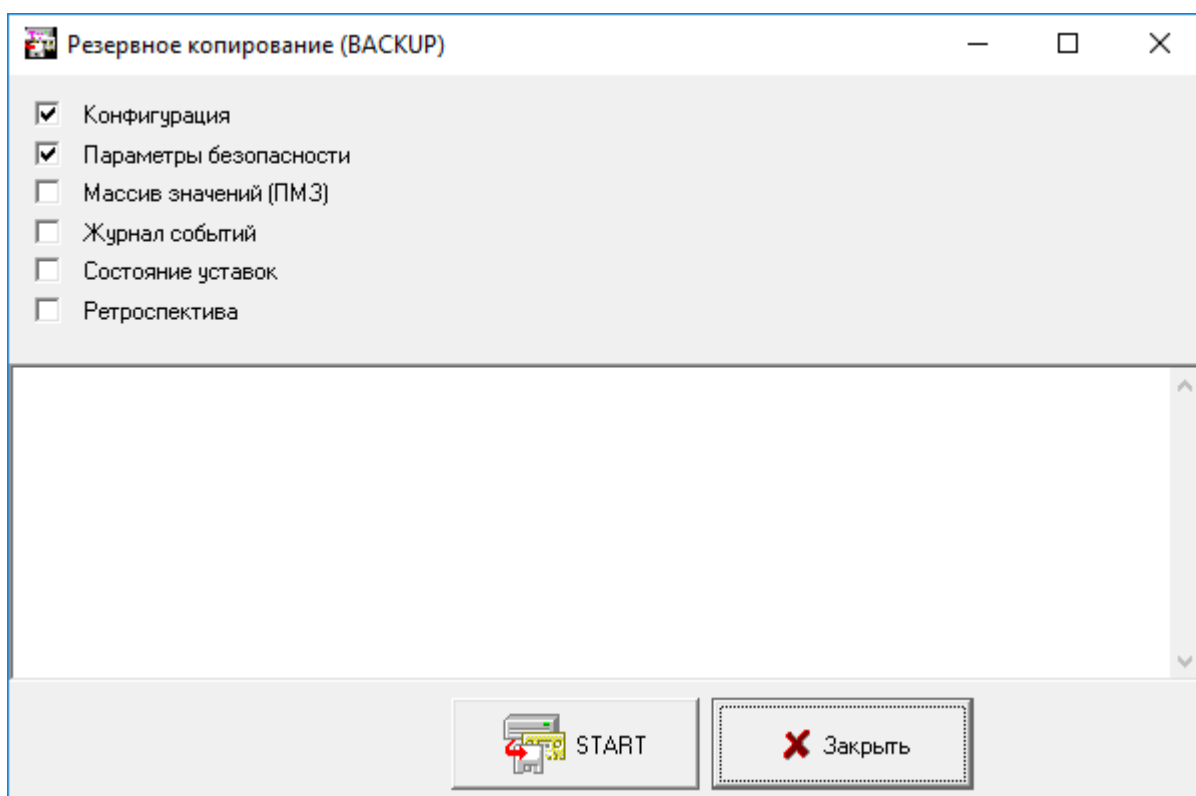 Резервное копирование (BACKUP)
Конфигурация
Параметры безопасности
Массив значений (ПМЗ)
Журнал событий
Состояние уставок
Ретроспектива
START
Закрыть